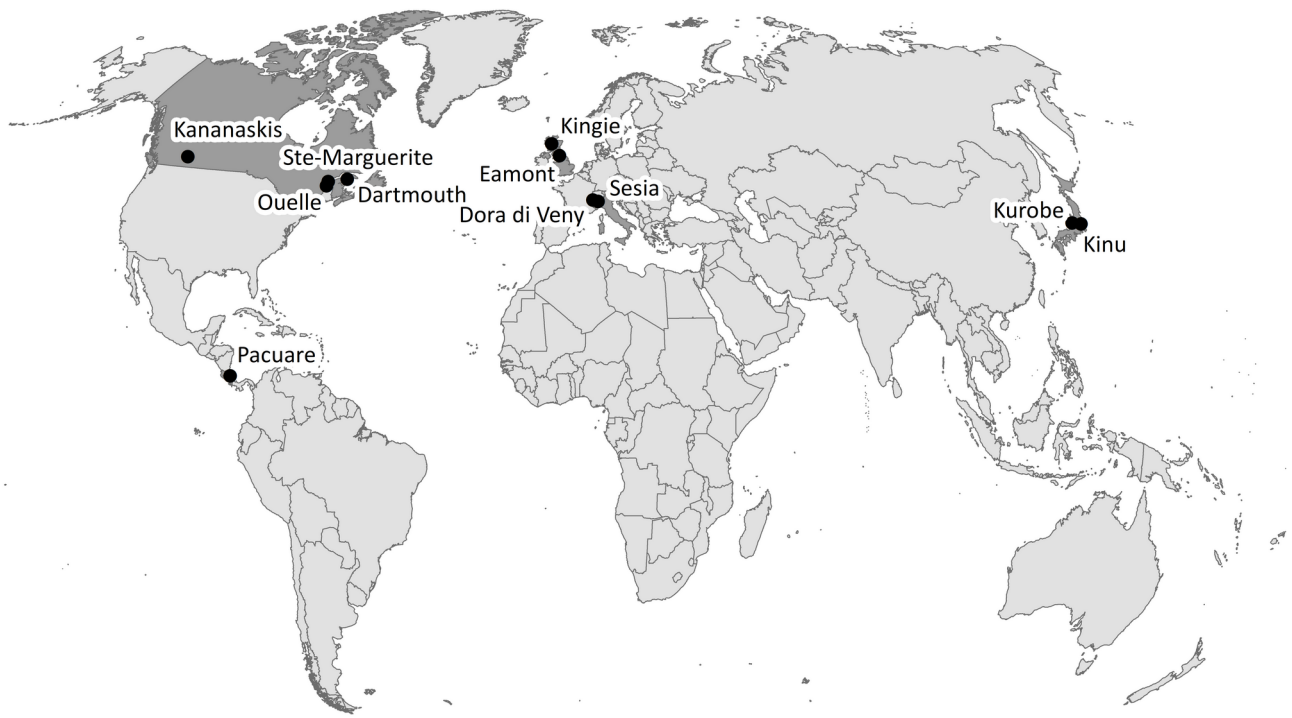 Kananaskis
Ste-Marguerite
Ouelle
Dartmouth
Kingie
Eamont
Sesia
Dora di Veny
Kurobe
Kinu
Pacuare